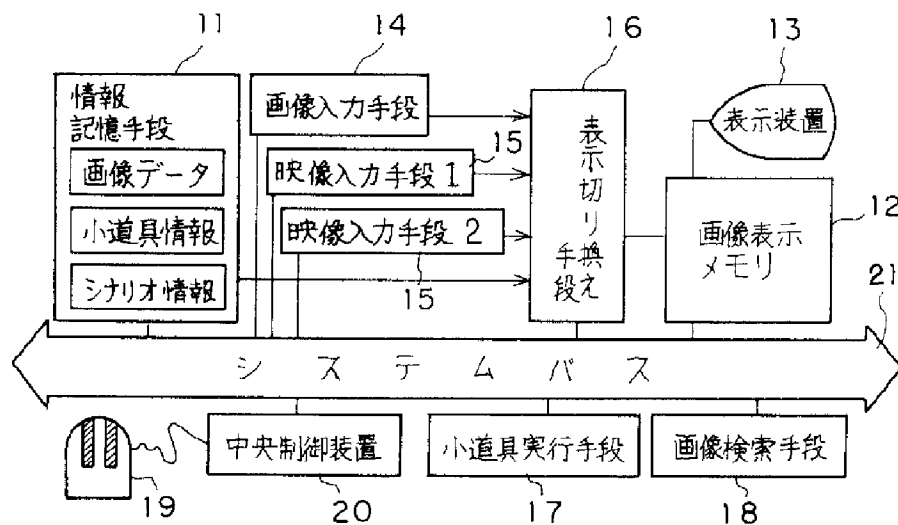 11
14
16
13
情報
記憶手段
画像データ
小道具情報
シナリオ情報
画像入力手段
15
映像入力手段1
映像入力手段2
15
表示切り
手換え
段
表示装置
画像表示
メモリ
12
21
システムバス
19
中央制御装置
20
小道具実行手段
17
画像検索手段
18